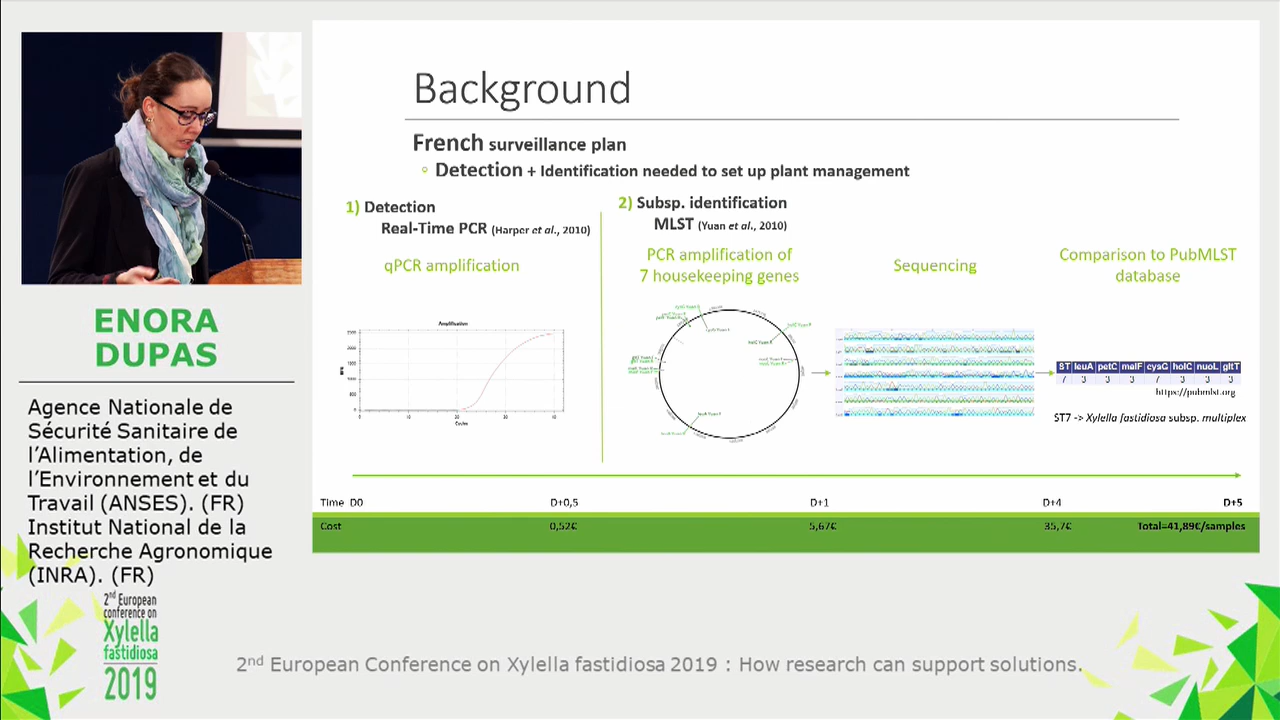 Background
French surveillance plan
Detection + Identification needed to set up plant management
1) Detection
Real-Time PCR (Harper et al., 2010)
qPCR amplification
2) Subsp. identification
MLST (Yuan et al., 2010)
PCR amplification of
7 housekeeping genes
Sequencing
Comparison to PubMLST
database
Amplification
Cycles
ST leuA petC malF cysG holC nuoL gltT
7 3 3 3 7 3 3 3
https://pubmlst.org
ST7 -> Xylella fastidiosa subsp. multiplex
Time D0 D+0,5 D+1 D+4 D+5
Cost 0,52€ 5,67€ 35,7€ Total=41,89€/samples
ENORA
DUPAS
Agence Nationale de
Sécurité Sanitaire de
l'Alimentation, de
l'Environnement et du
Travail (ANSES). (FR)
Institut National de la
Recherche Agronomique
(INRA). (FR)
2nd European
conference on
Xylella
fastidiosa
2019
2nd European Conference on Xylella fastidiosa 2019 : How research can support solutions.